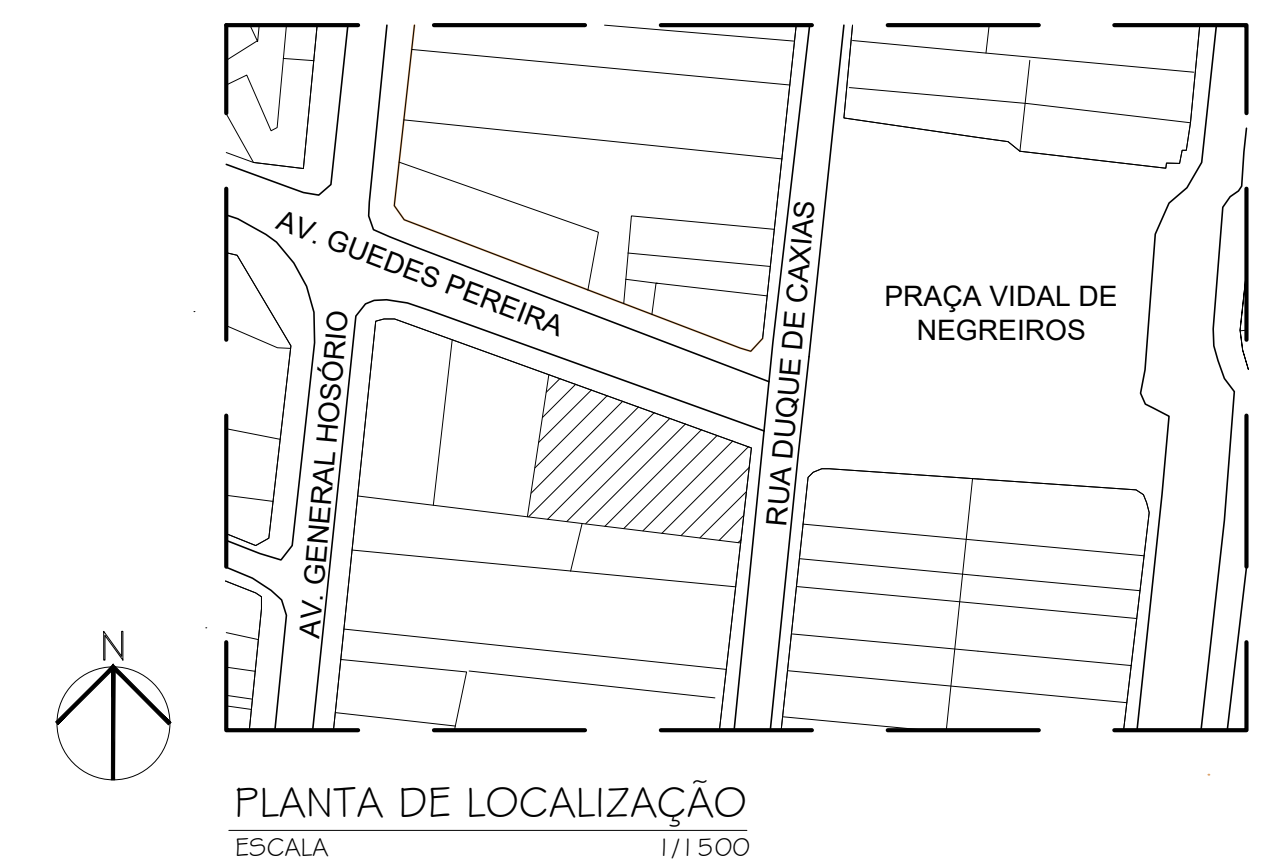 AV. GUEDES PEREIRA
RUA DUQUE DE CAXIAS
PRAÇA VIDAL DE
NEGREIROS
AV. GENERAL HOSÓRIO
N
PLANTA DE LOCALIZAÇÃO
ESCALA 1/1500